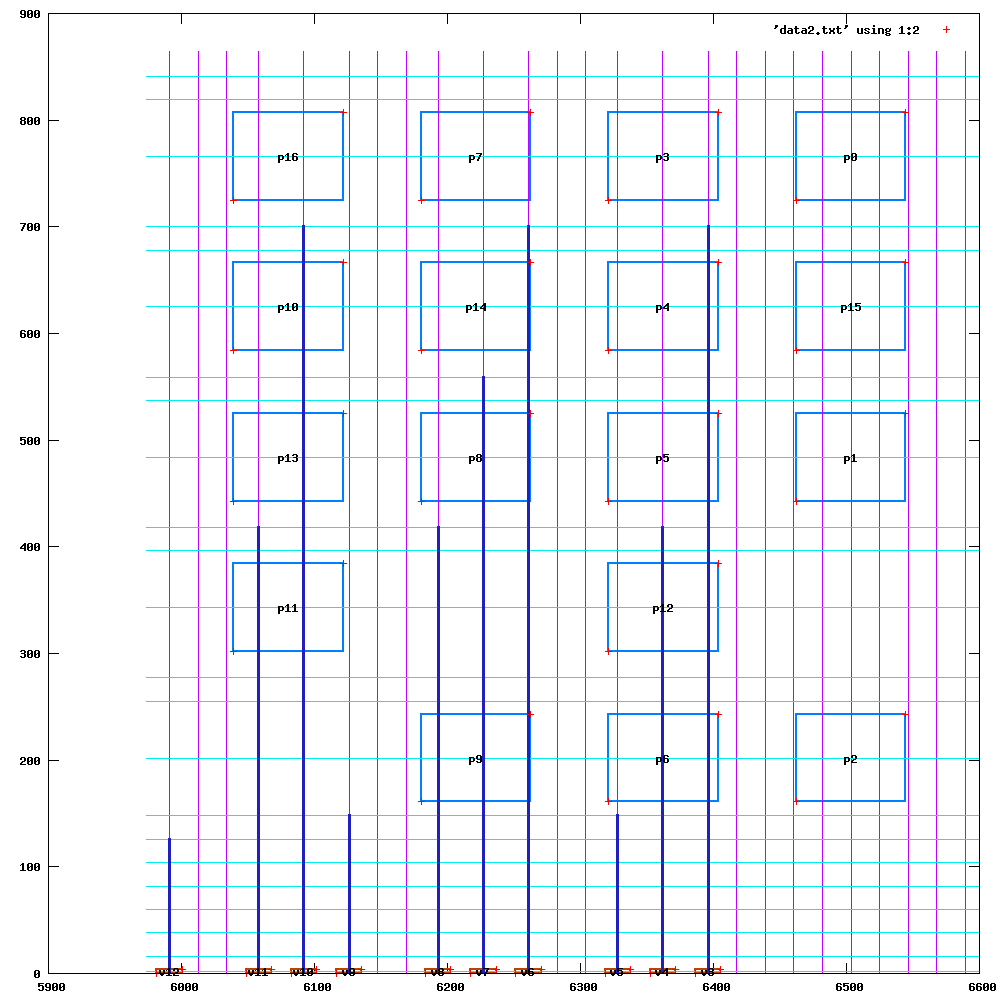 900
'data2.txt' using 1:2
800
p16 p7 p3 p0
700
p10 p14 p4 p15
600
500
p13 p8 p5 p1
400
p11 p12
300
p9 p6 p2
200
100
0
v12 v11 v10 v9 v8 v7 v6 v5 v4 v3
5900 6000 6100 6200 6300 6400 6500 6600